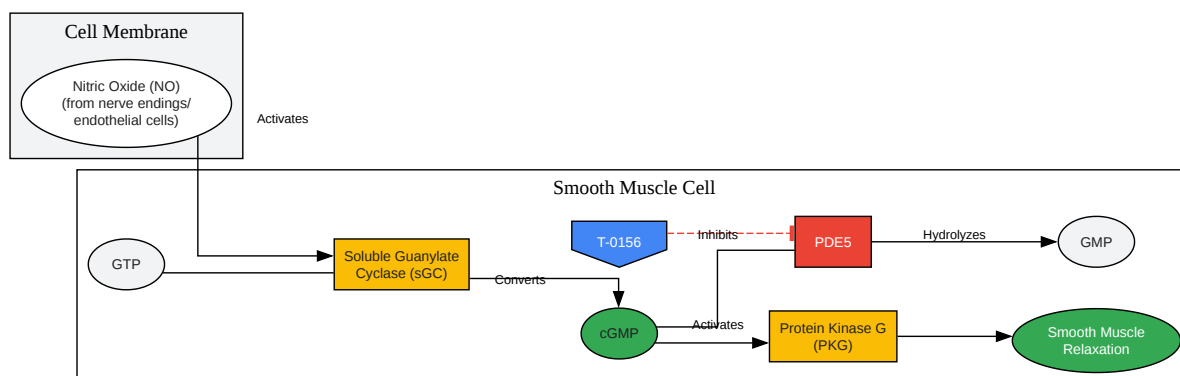 Cell Membrane
Nitric Oxide (NO)
(from nerve endings/
endothelial cells)
Activates
Smooth Muscle Cell
GTP
Soluble Guanylate
Cyclase (sGC)
Converts
T-0156
Inhibits
PDE5
Hydrolyzes
GMP
cGMP
Activates
Protein Kinase G
(PKG)
Smooth Muscle
Relaxation